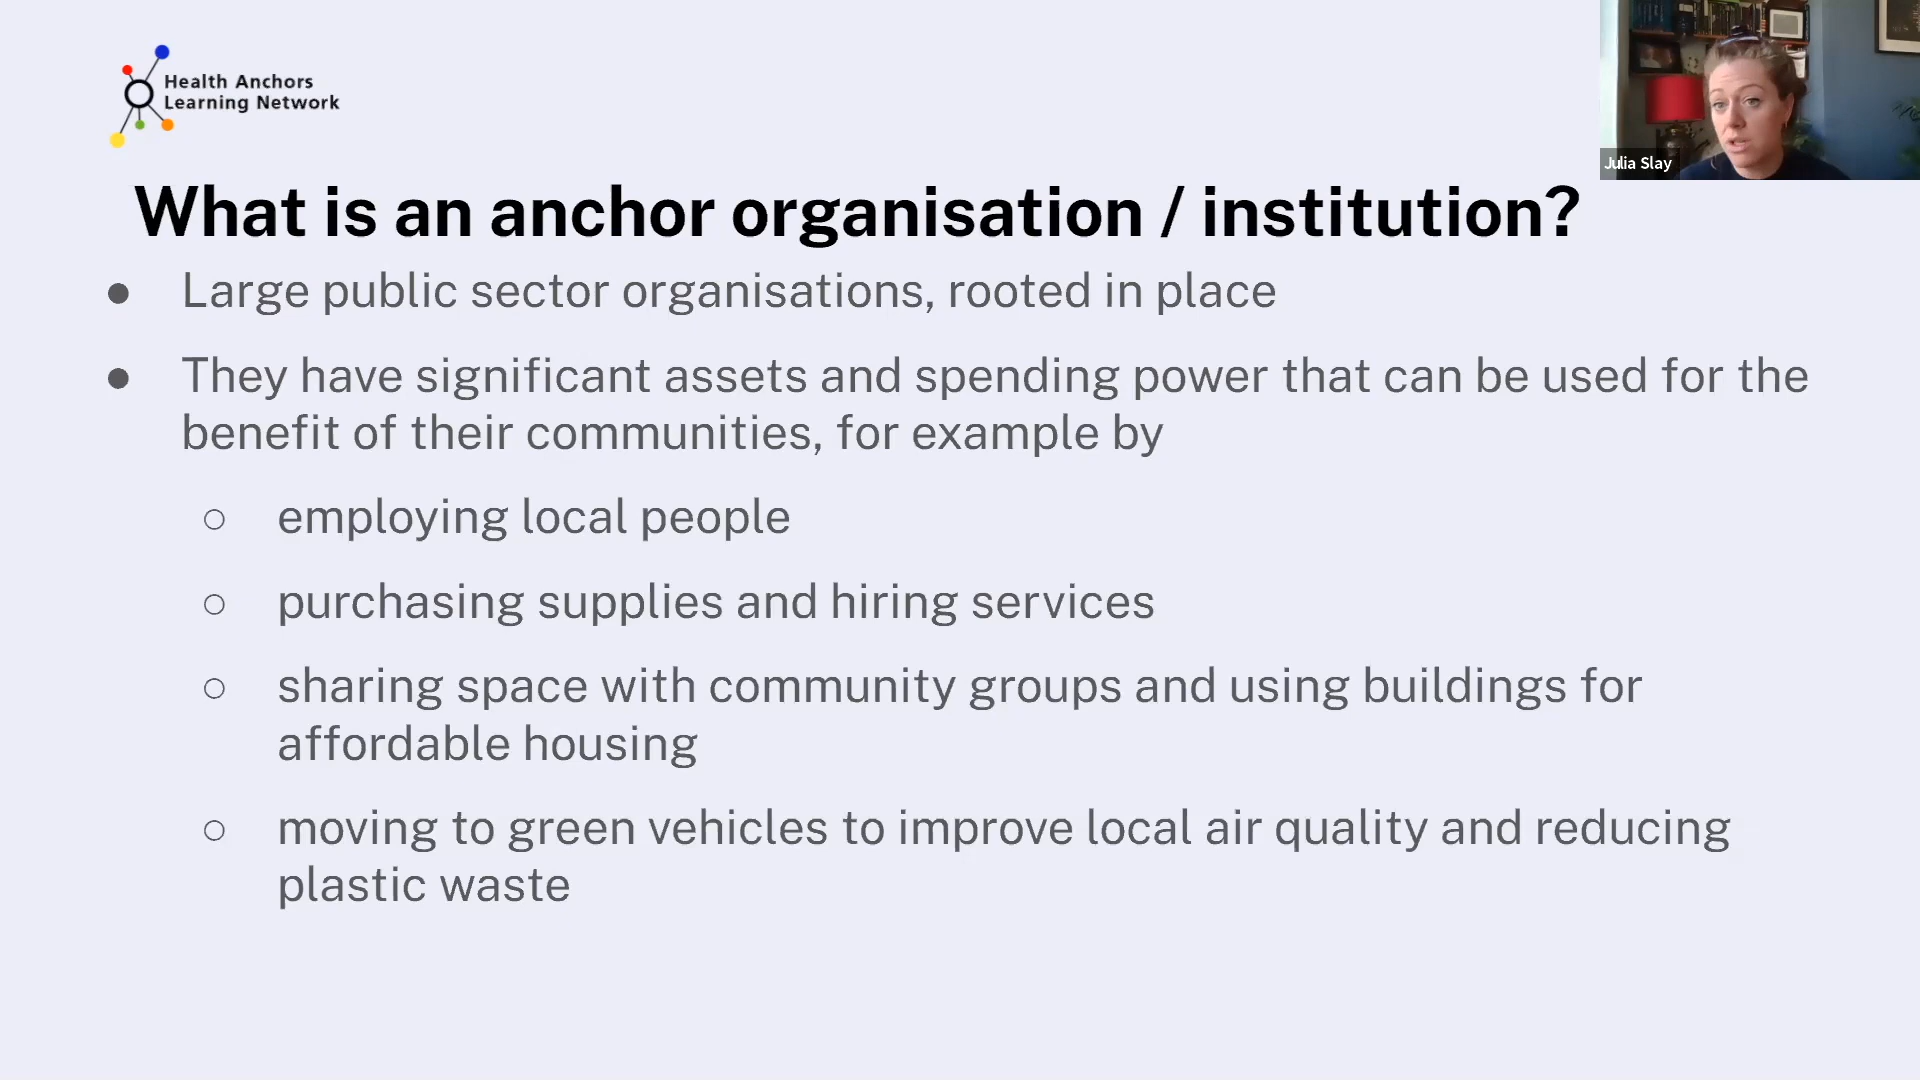 Health Anchors
Learning Network
Julia Slay
What is an anchor organisation / institution?
● Large public sector organisations, rooted in place
● They have significant assets and spending power that can be used for the
benefit of their communities, for example by
○ employing local people
○ purchasing supplies and hiring services
○ sharing space with community groups and using buildings for
affordable housing
○ moving to green vehicles to improve local air quality and reducing
plastic waste